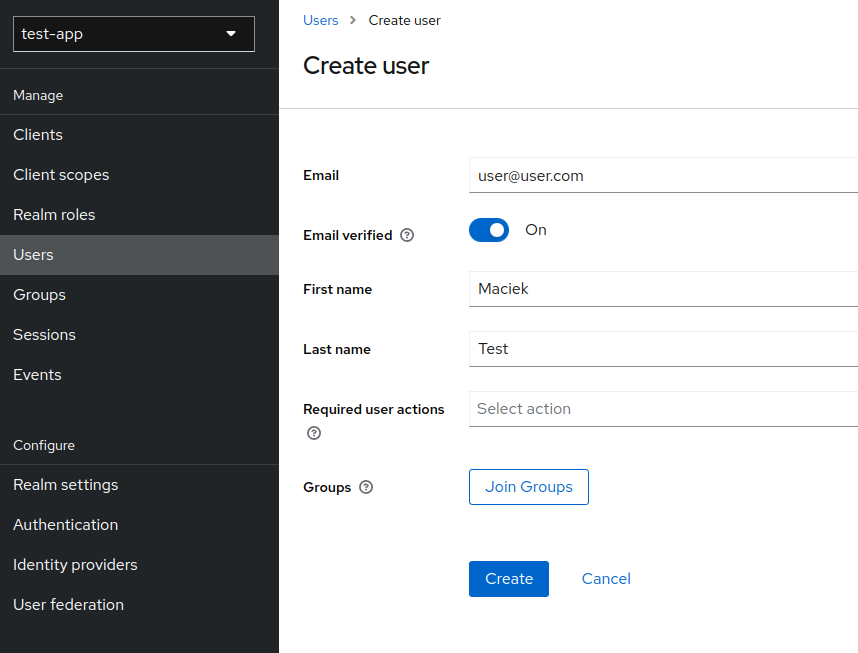 test-app
Manage
Clients
Client scopes
Realm roles
Users
Groups
Sessions
Events
Configure
Realm settings
Authentication
Identity providers
User federation
Users > Create user
Create user
Email
user@user.com
Email verified ?
On
First name
Maciek
Last name
Test
Required user actions
?
Select action
Groups ?
Join Groups
Create
Cancel